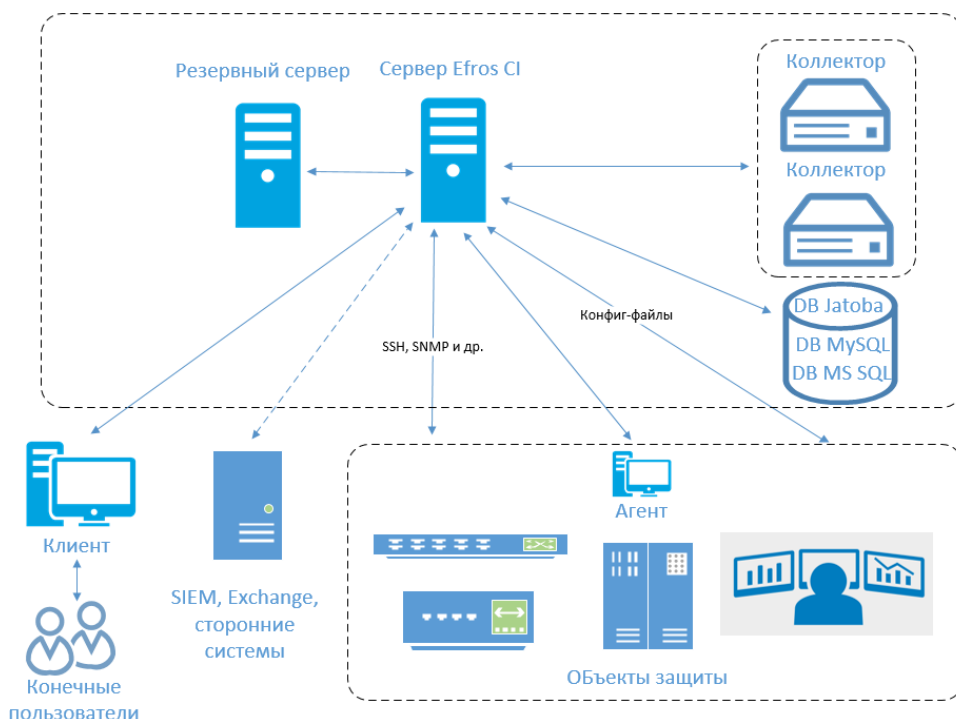 Резервный сервер
Сервер Efros CI
Коллектор
Коллектор
DB Jatoba
DB MySQL
DB MS SQL
Конфиг-файлы
SSH, SNMP и др.
Клиент
Конечные
пользователи
SIEM, Exchange,
сторонние
системы
Агент
ОБъекты защиты